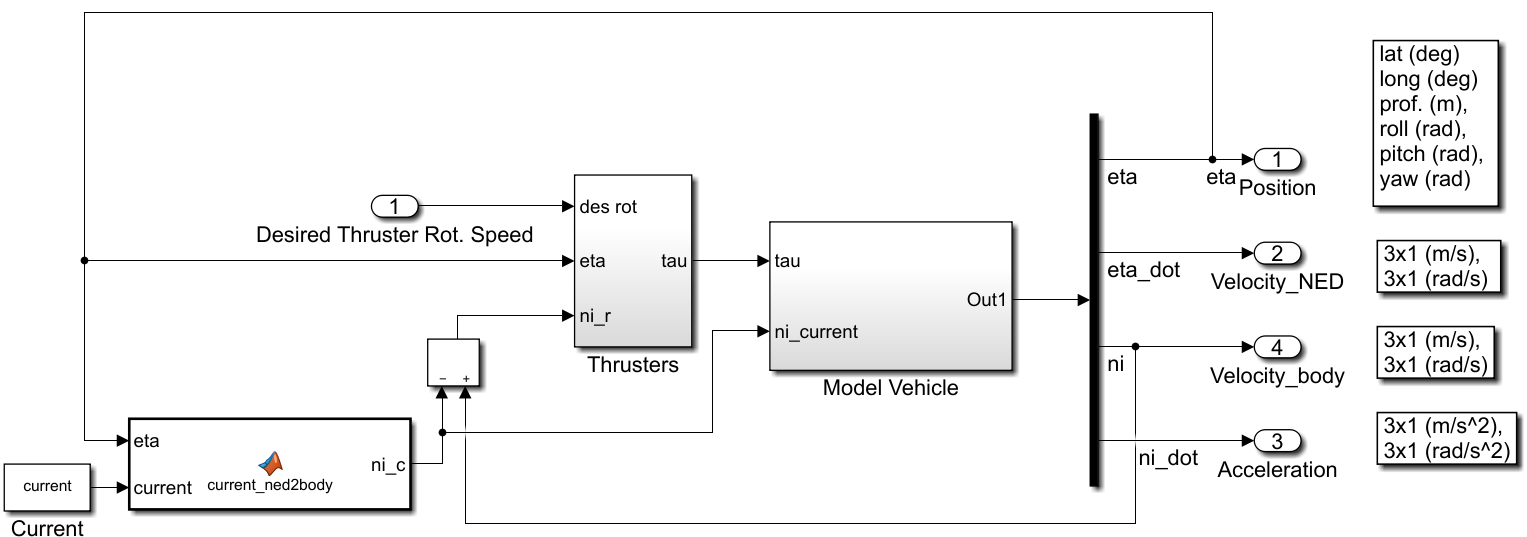 lat (deg)
long (deg)
prof. (m),
roll (rad),
pitch (rad),
yaw (rad)
1
eta
eta
Position
1
des rot
Desired Thruster Rot. Speed
eta
tau
ni_r
Thrusters
tau
Out1
ni_current
Model Vehicle
2
eta_dot
Velocity_NED
3x1 (m/s),
3x1 (rad/s)
4
ni
Velocity_body
3x1 (m/s),
3x1 (rad/s)
− +
eta
ni_c
current
current
current_ned2body
Current
3
ni_dot
Acceleration
3x1 (m/s^2),
3x1 (rad/s^2)